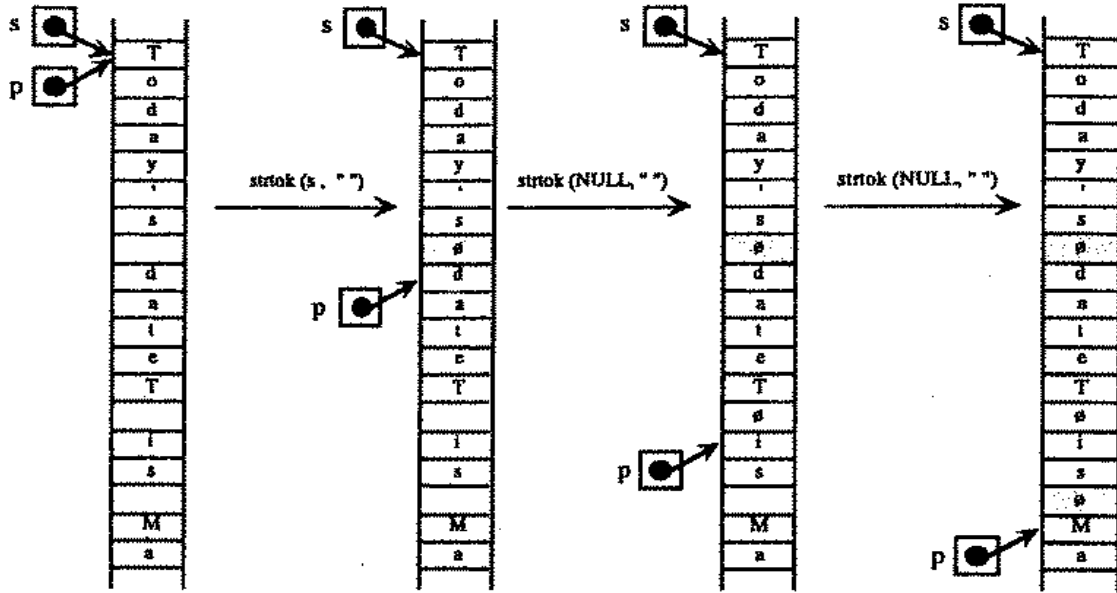 s
p
T o d a y ' s d a t e T i s M a
strtok (s , " ")
s
p
T o d a y ' s ø d a t e T i s M a
strtok (NULL, " ")
s
p
T o d a y ' s ø d a t e T ø i s M a
strtok (NULL, " ")
s
p
T o d a y ' s ø d a t e T ø i s ø M a